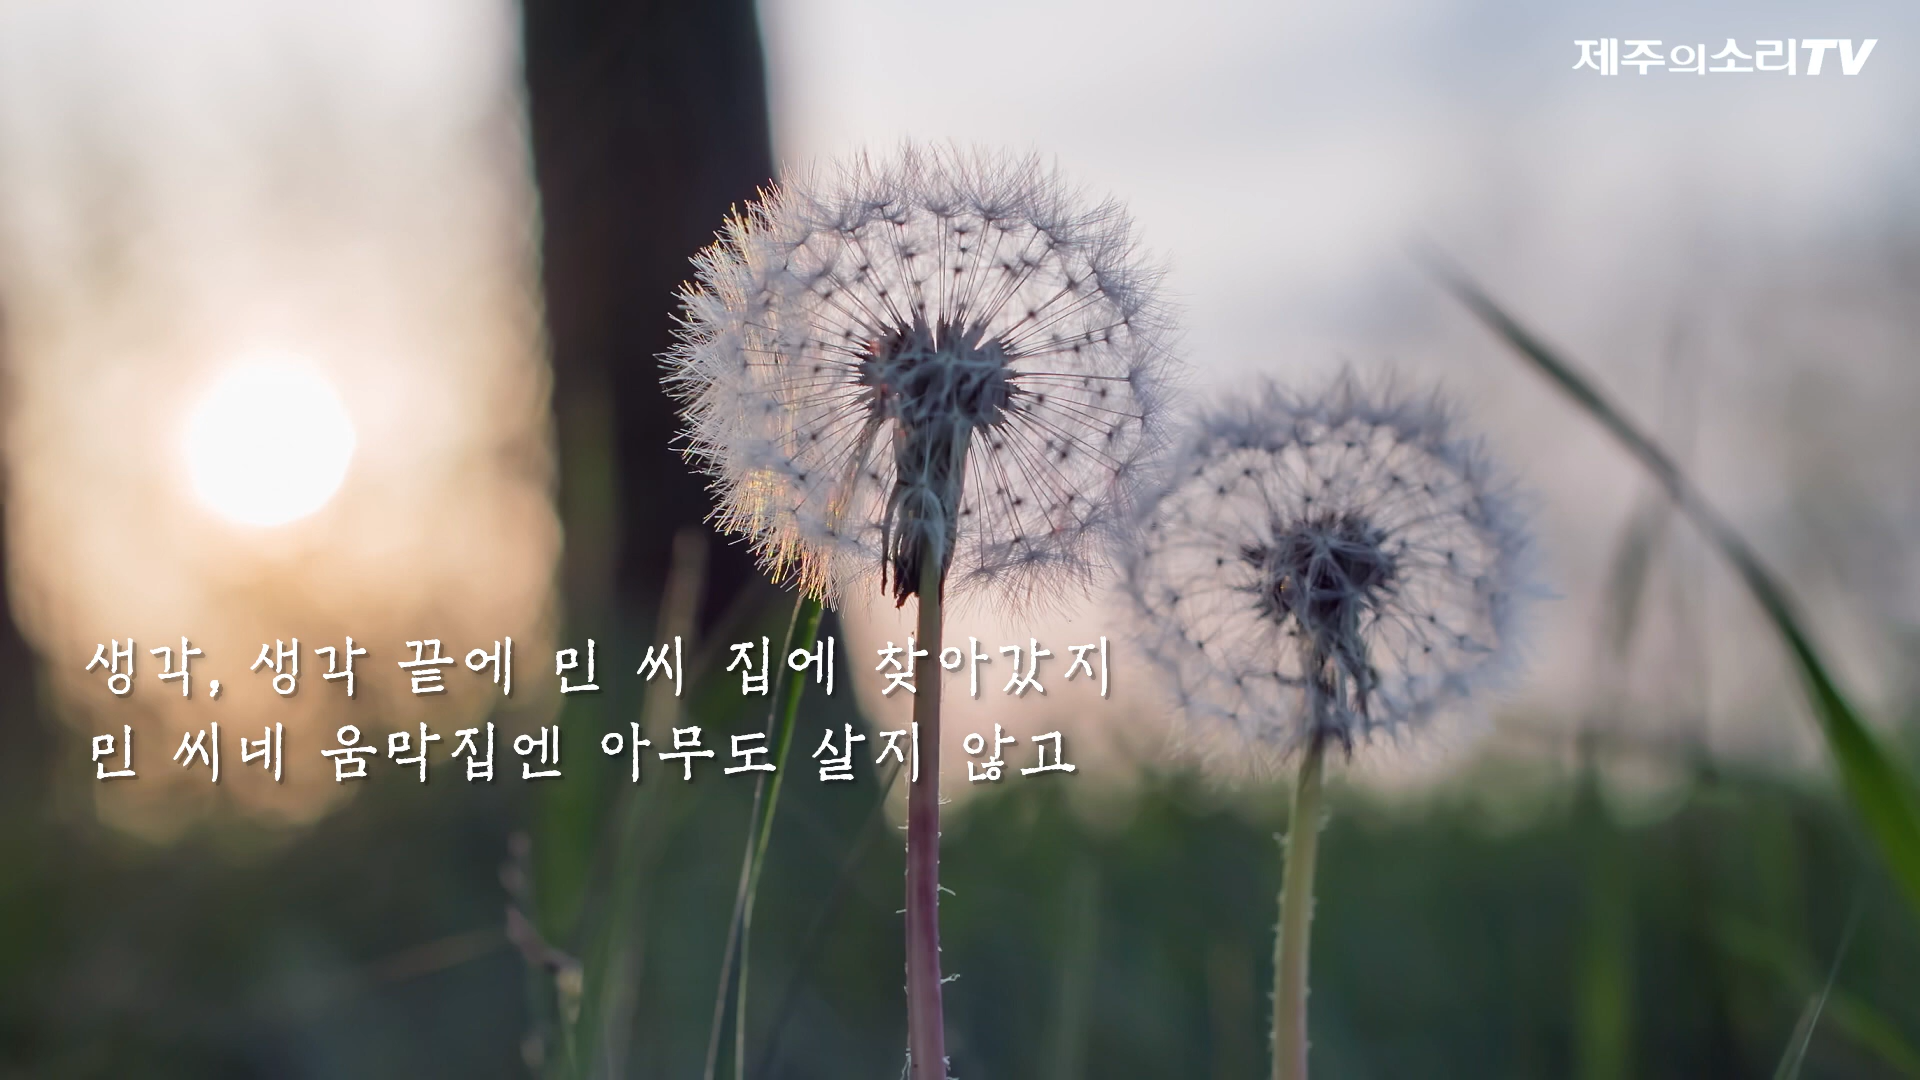 제주의소리TV
생각, 생각 끝에 민 씨 집에 찾아갔지
민 씨네 움막집엔 아무도 살지 않고